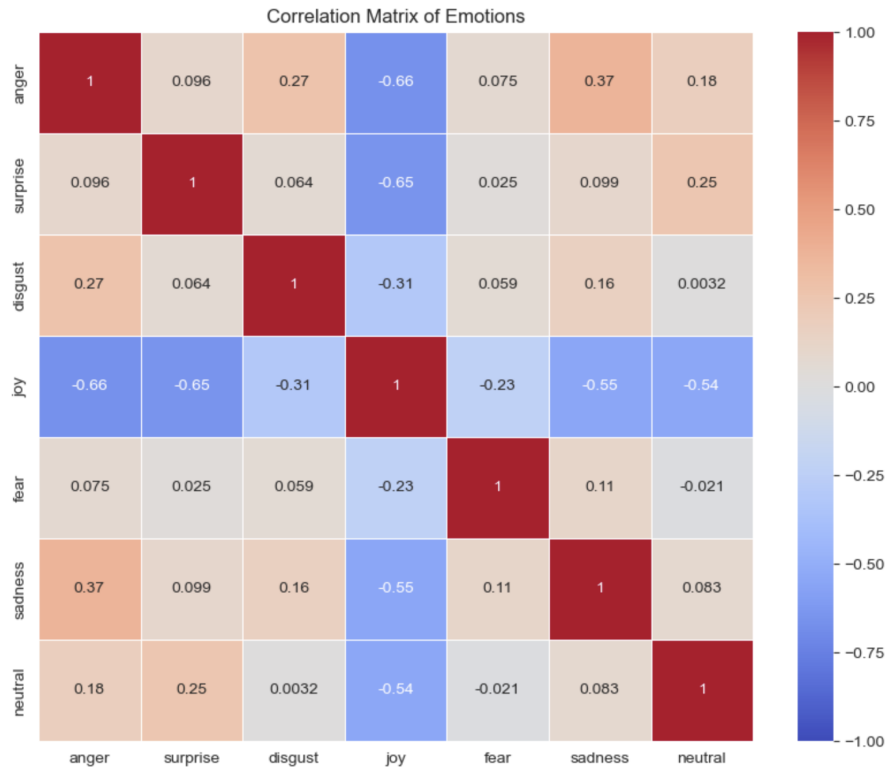 Correlation Matrix of Emotions
anger 1 0.096 0.27 -0.66 0.075 0.37 0.18
surprise 0.096 1 0.064 -0.65 0.025 0.099 0.25
disgust 0.27 0.064 1 -0.31 0.059 0.16 0.0032
joy -0.66 -0.65 -0.31 1 -0.23 -0.55 -0.54
fear 0.075 0.025 0.059 -0.23 1 0.11 -0.021
sadness 0.37 0.099 0.16 -0.55 0.11 1 0.083
neutral 0.18 0.25 0.0032 -0.54 -0.021 0.083 1
anger surprise disgust joy fear sadness neutral
1.00
0.75
0.50
0.25
0.00
−0.25
−0.50
−0.75
−1.00